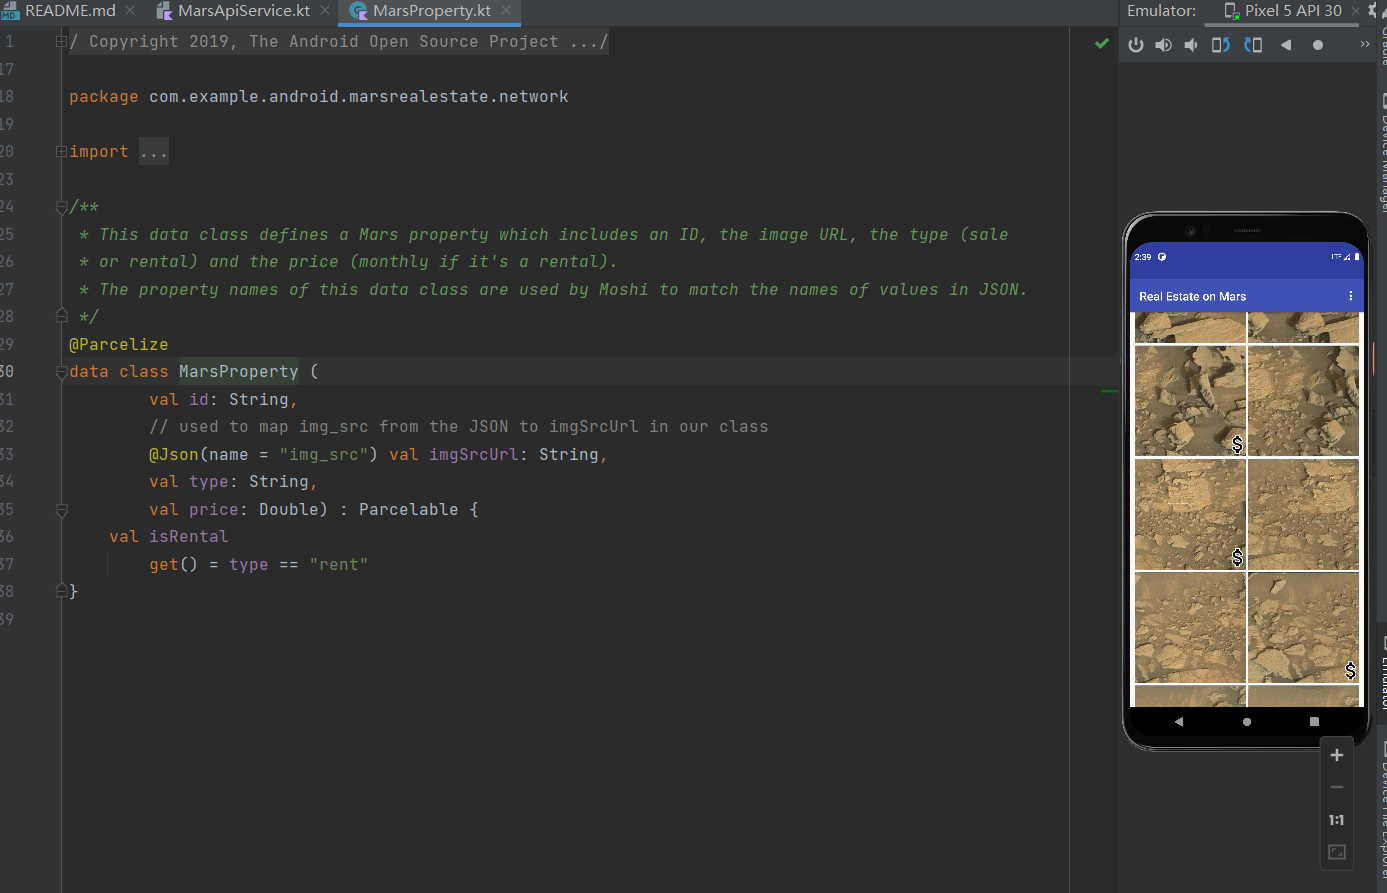 README.md
MarsApiService.kt
MarsProperty.kt
Emulator:
Pixel 5 API 30
1
/ Copyright 2019, The Android Open Source Project .../
17
18
package com.example.android.marsrealestate.network
19
20
import ...
23
24
/**
25
* This data class defines a Mars property which includes an ID, the image URL, the type (sale
26
* or rental) and the price (monthly if it's a rental).
27
* The property names of this data class are used by Moshi to match the names of values in JSON.
28
*/
29
@Parcelize
30
data class MarsProperty (
31
val id: String,
32
// used to map img_src from the JSON to imgSrcUrl in our class
33
@Json(name = "img_src") val imgSrcUrl: String,
34
val type: String,
35
val price: Double) : Parcelable {
36
val isRental
37
get() = type == "rent"
38
}
39
2:39
LTE
Real Estate on Mars
$
$
$
1:1
Gradle
Device Manager
Emulator
Device File Explorer
MD